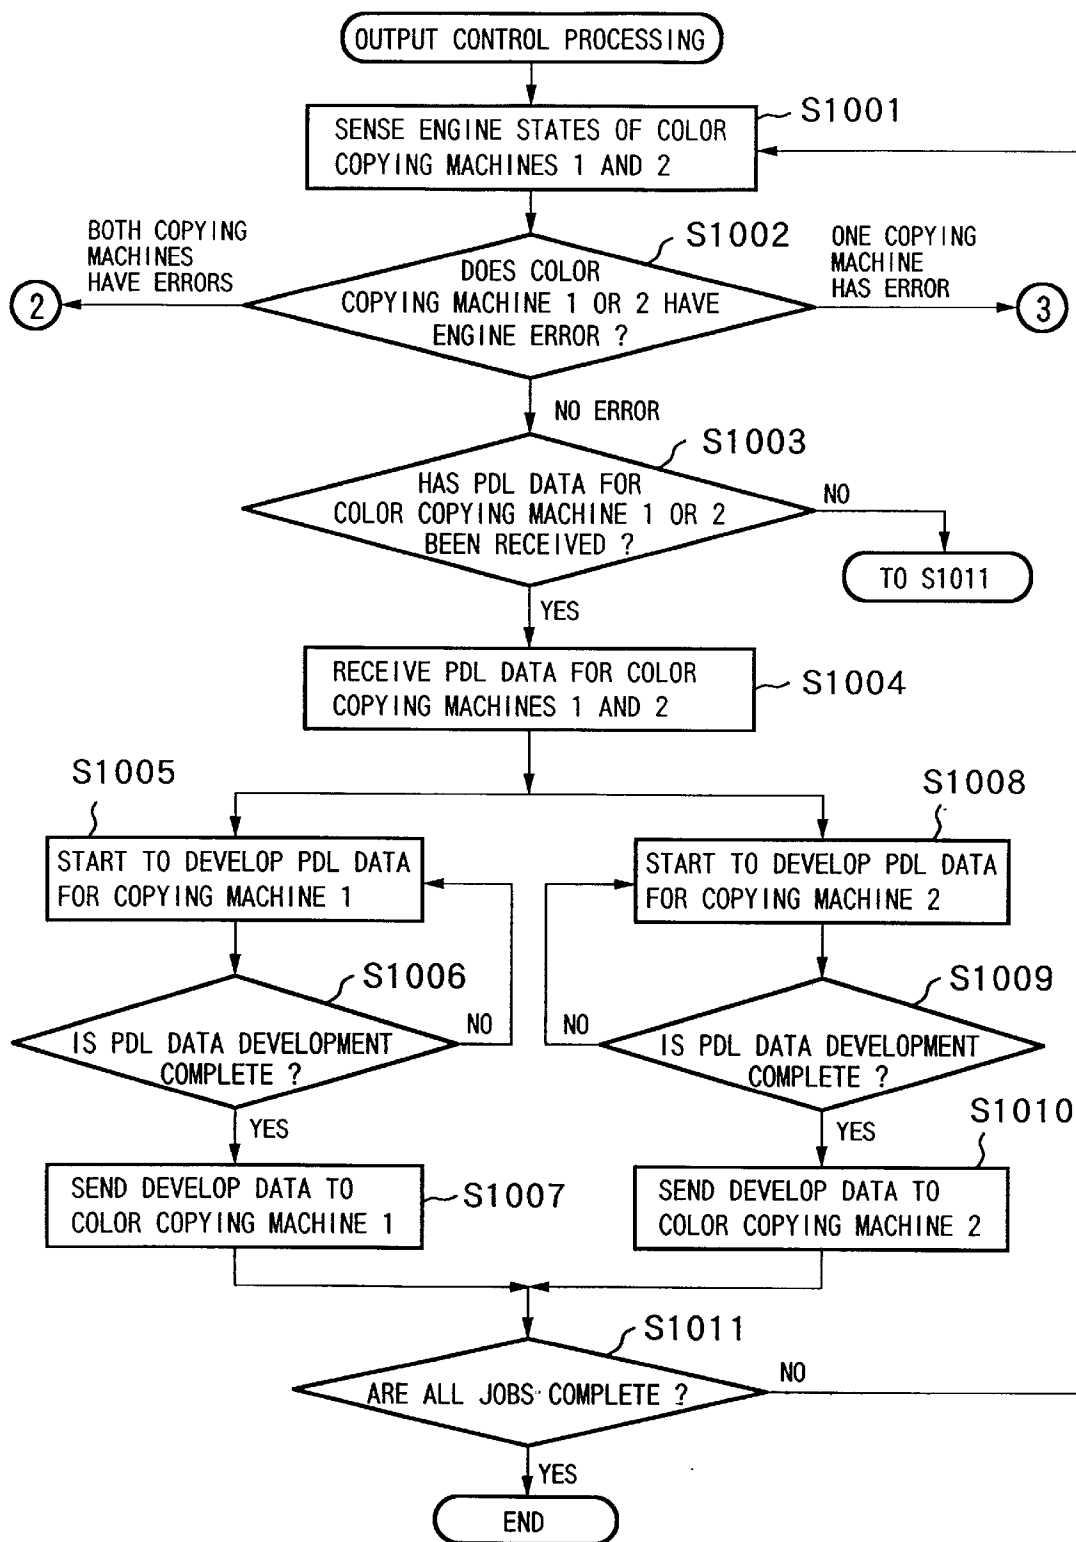 OUTPUT CONTROL PROCESSING
S1001
SENSE ENGINE STATES OF COLOR
COPYING MACHINES 1 AND 2
BOTH COPYING
MACHINES
HAVE ERRORS
S1002
ONE COPYING
MACHINE
HAS ERROR
2
DOES COLOR
COPYING MACHINE 1 OR 2 HAVE
ENGINE ERROR ?
3
NO ERROR
S1003
HAS PDL DATA FOR
COLOR COPYING MACHINE 1 OR 2
BEEN RECEIVED ?
NO
TO S1011
YES
RECEIVE PDL DATA FOR COLOR
COPYING MACHINES 1 AND 2
S1004
S1005
START TO DEVELOP PDL DATA
FOR COPYING MACHINE 1
S1008
START TO DEVELOP PDL DATA
FOR COPYING MACHINE 2
S1006
IS PDL DATA DEVELOPMENT
COMPLETE ?
NO
S1009
NO
IS PDL DATA DEVELOPMENT
COMPLETE ?
YES
SEND DEVELOP DATA TO
COLOR COPYING MACHINE 1
S1007
YES
S1010
SEND DEVELOP DATA TO
COLOR COPYING MACHINE 2
S1011
ARE ALL JOBS COMPLETE ?
NO
YES
END